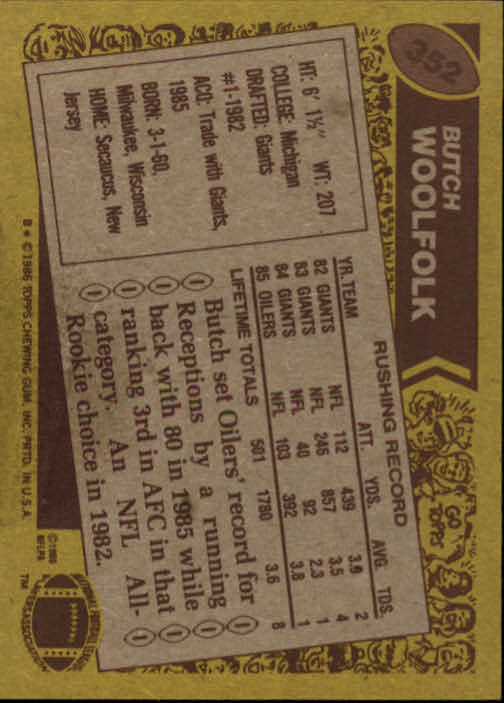 352
BUTCH
WOOLFOLK
HT: 6' 1½" WT: 207
COLLEGE: Michigan
DRAFTED: Giants
#1-1982
ACQ: Trade with Giants,
1985
BORN: 3-1-60,
Milwaukee, Wisconsin
HOME: Secaucus, New
Jersey
RUSHING RECORD
YR. TEAM ATT. YDS. AVG. TDS.
82 GIANTS NFL 112 439 3.9 2
83 GIANTS NFL 245 857 3.5 4
84 GIANTS NFL 40 92 2.3 1
85 OILERS NFL 103 392 3.8 1
LIFETIME TOTALS 501 1780 3.6 8
Butch set Oilers' record for
Receptions by a running
back with 80 in 1985 while
ranking 3rd in AFC in that
category. An NFL All-
Rookie choice in 1982.
GO
TOPPS
B * ©1986 TOPPS CHEWING GUM, INC. PRTD. IN U.S.A.
©1986
NFLPA
TM